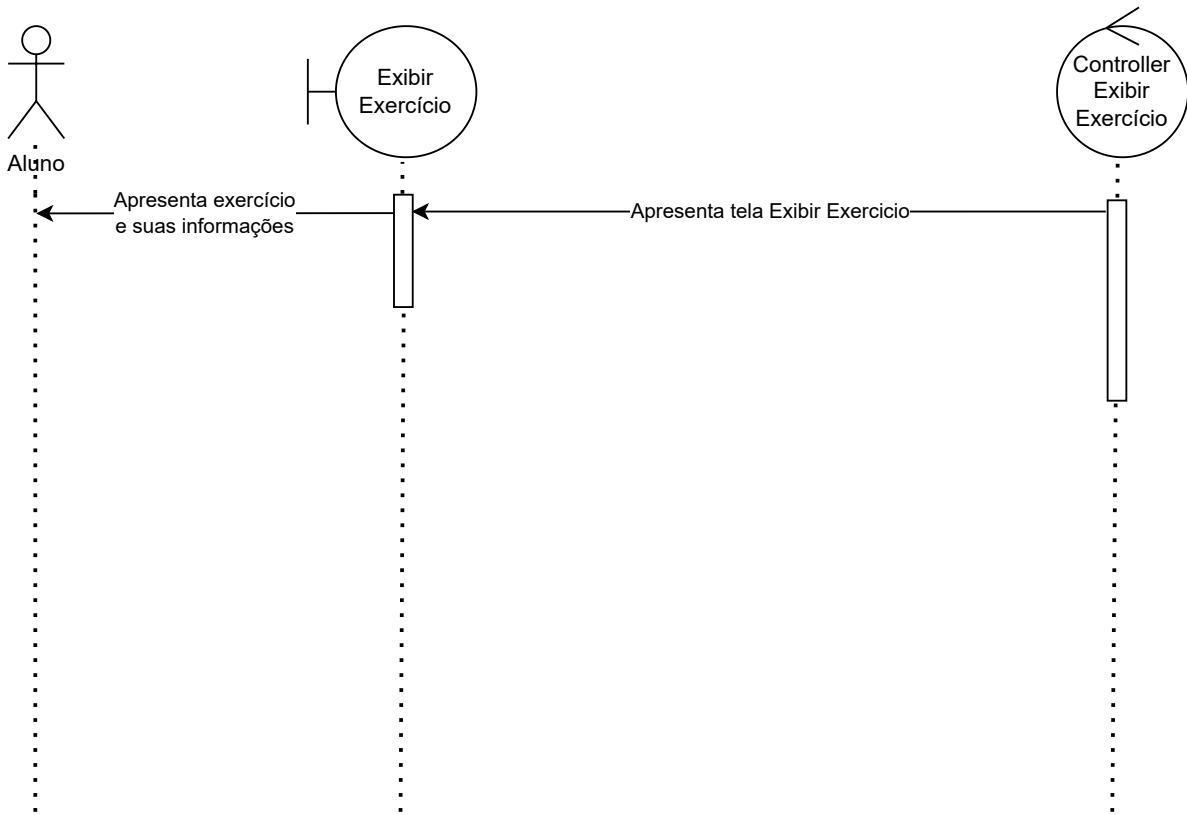 Exibir
Exercício
Controller
Exibir
Exercício
Aluno
Apresenta exercício
e suas informações
Apresenta tela Exibir Exercicio